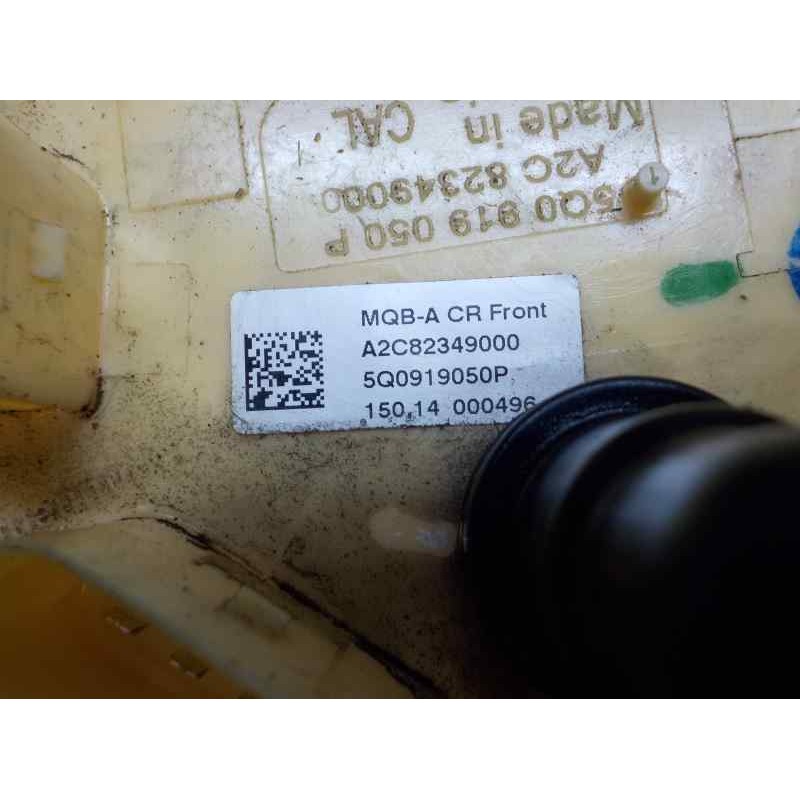 Made in
CAL
A2C 82349000
5Q0 919 050 P
MQB-A CR Front
A2C82349000
5Q0919050P
150,14 000496